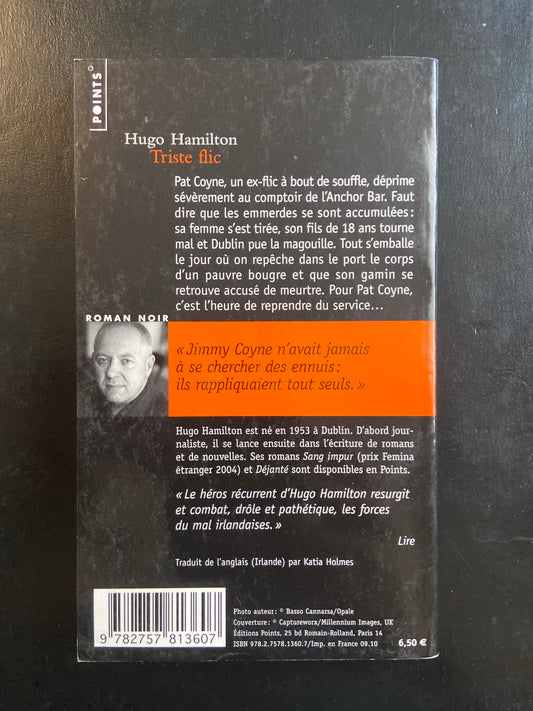 POINTS
Hugo Hamilton
Triste flic
Pat Coyne, un ex-flic à bout de souffle, déprime
sévèrement au comptoir de l'Anchor Bar. Faut
dire que les emmerdes se sont accumulées :
sa femme s'est tirée, son fils de 18 ans tourne
mal et Dublin pue la magouille. Tout s'emballe
le jour où on repêche dans le port le corps
d'un pauvre bougre et que son gamin se
retrouve accusé de meurtre. Pour Pat Coyne,
c'est l'heure de reprendre du service…
ROMAN NOIR
« Jimmy Coyne n'avait jamais
à se chercher des ennuis :
ils rappliquaient tout seuls. »
Hugo Hamilton est né en 1953 à Dublin. D'abord jour-
naliste, il se lance ensuite dans l'écriture de romans
et de nouvelles. Ses romans Sang impur (prix Femina
étranger 2004) et Déjanté sont disponibles en Points.
« Le héros récurrent d'Hugo Hamilton resurgit
et combat, drôle et pathétique, les forces
du mal irlandaises. »
Lire
Traduit de l'anglais (Irlande) par Katia Holmes
9 782757 813607
Photo auteur : © Basso Cannarsa/Opale
Couverture : © Captureworx/Millennium Images, UK
Éditions Points, 25 bd Romain-Rolland, Paris 14
ISBN 978.2.7578.1360.7/Imp. en France 09.10
6,50 €